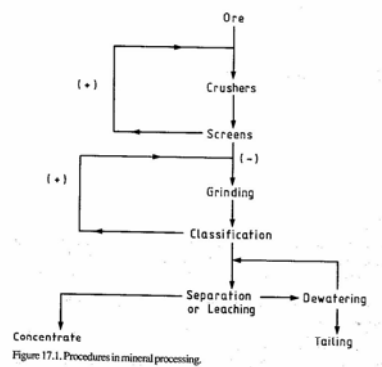 Ore
(+)
Crushers
Screens
(-)
(+)
Grinding
Classification
Separation
or Leaching
Dewatering
Concentrate
Tailing
Figure 17.1. Procedures in mineral processing.